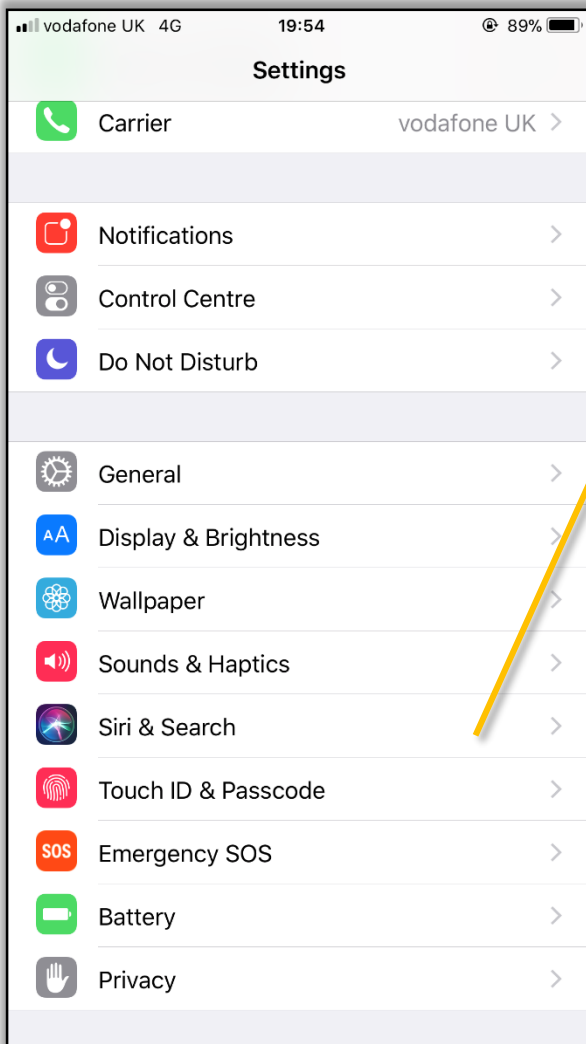 vodafone UK 4G 19:54 89%
Settings
Carrier vodafone UK
Notifications
Control Centre
Do Not Disturb
General
AA Display & Brightness
Wallpaper
Sounds & Haptics
Siri & Search
Touch ID & Passcode
SOS Emergency SOS
Battery
Privacy